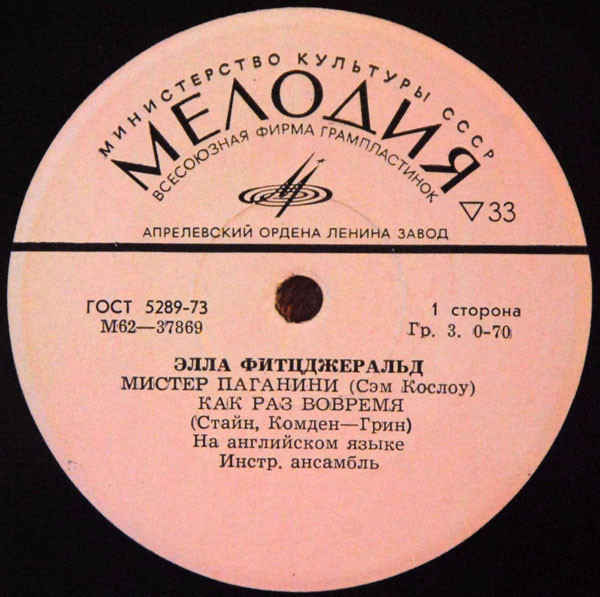 МИНИСТЕРСТВО КУЛЬТУРЫ СССР
МЕЛОДИЯ
ВСЕСОЮЗНАЯ ФИРМА ГРАМПЛАСТИНОК
▽33
АПРЕЛЕВСКИЙ ОРДЕНА ЛЕНИНА ЗАВОД
ГОСТ 5289-73
М62—37869
1 сторона
Гр. 3. 0-70
ЭЛЛА ФИТЦДЖЕРАЛЬД
МИСТЕР ПАГАНИНИ (Сэм Кослоу)
КАК РАЗ ВОВРЕМЯ
(Стайн, Комден—Грин)
На английском языке
Инстр. ансамбль